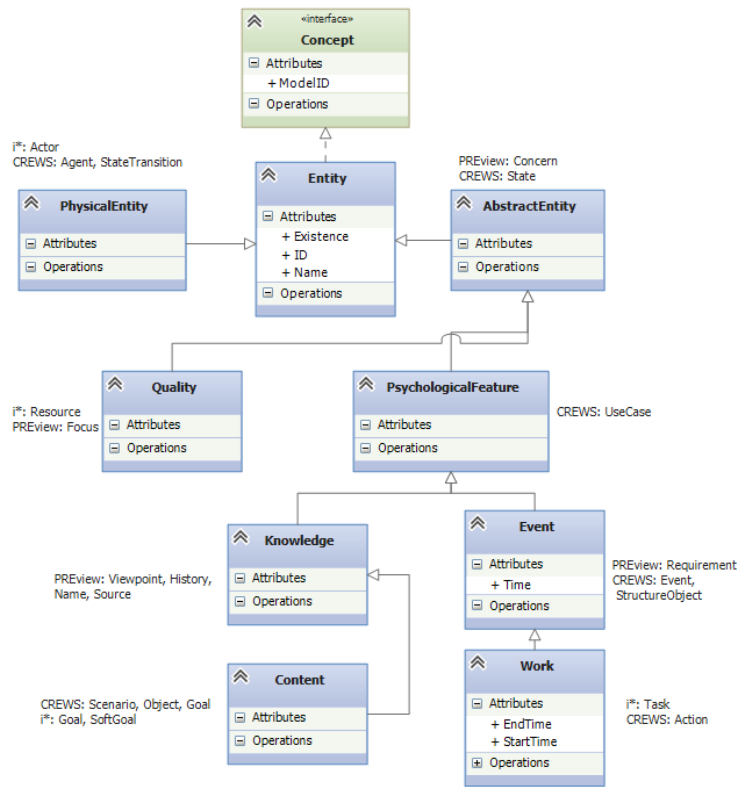 «interface»
Concept
Attributes
+ ModelID
Operations
i*: Actor
CREWS: Agent, StateTransition
PhysicalEntity
Attributes
Operations
Entity
Attributes
+ Existence
+ ID
+ Name
Operations
PREview: Concern
CREWS: State
AbstractEntity
Attributes
Operations
i*: Resource
PREview: Focus
Quality
Attributes
Operations
PsychologicalFeature
Attributes
Operations
CREWS: UseCase
PREview: Viewpoint, History,
Name, Source
Knowledge
Attributes
Operations
Event
Attributes
+ Time
Operations
PREview: Requirement
CREWS: Event,
StructureObject
CREWS: Scenario, Object, Goal
i*: Goal, SoftGoal
Content
Attributes
Operations
Work
Attributes
+ EndTime
+ StartTime
Operations
i*: Task
CREWS: Action